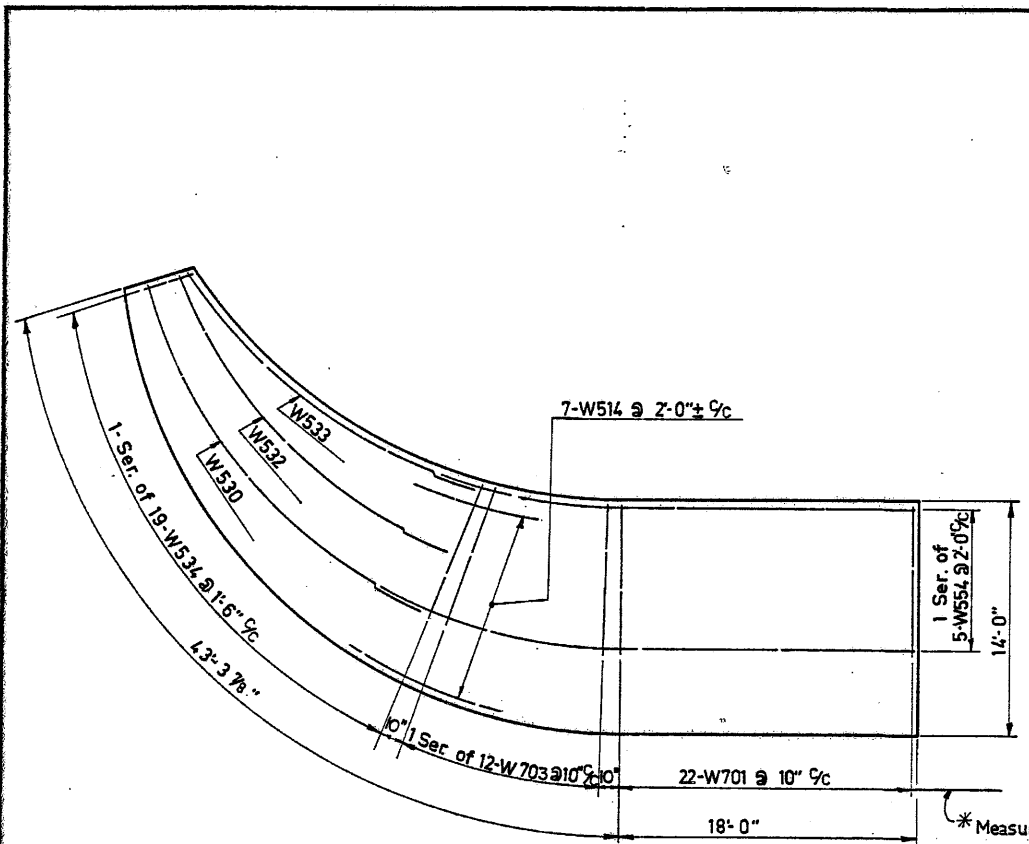 7-W514 @ 2'-0"± C/c
W533
W532
W530
1- Ser. of 19-W534 @ 1'-6" C/c
43'- 3 7/8"
10"
1 Ser. of 12-W703 @ 10" C/c
10"
22-W701 @ 10" C/c
18'- 0"
1 Ser. of
5-W554 @ 2'-0" C/c
14'-0"
* Measu